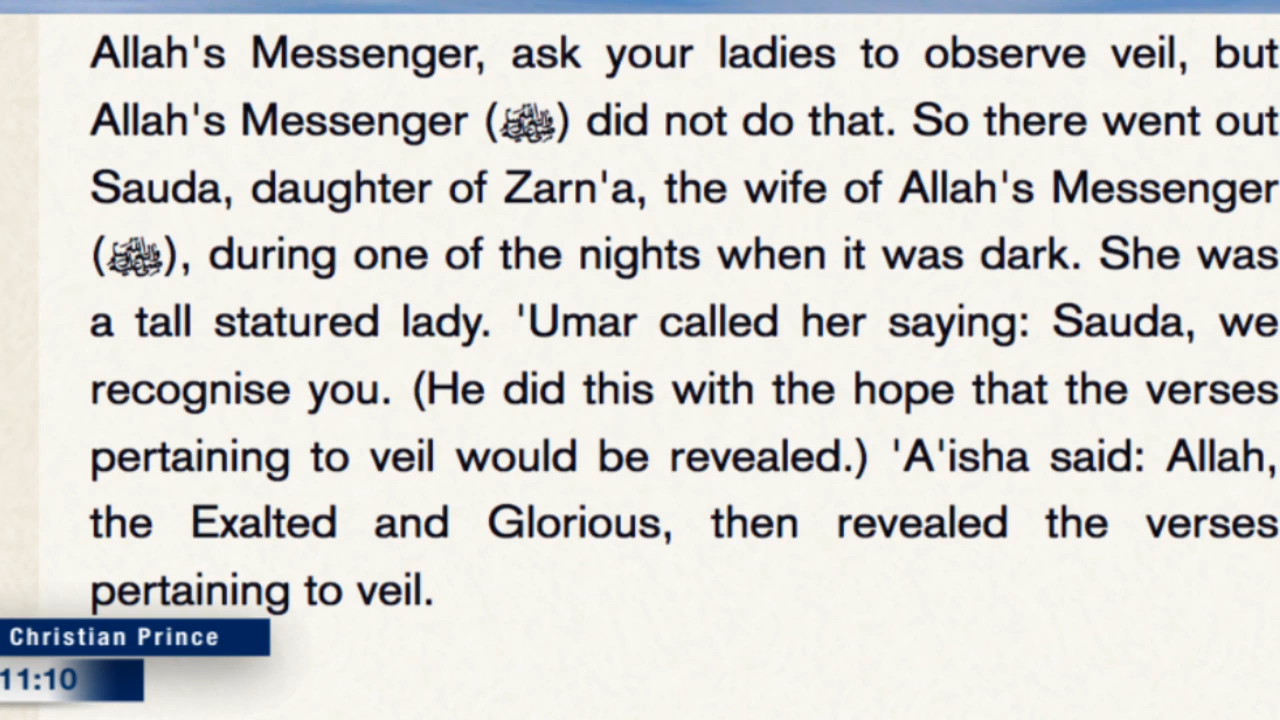 Allah's Messenger, ask your ladies to observe veil, but
Allah's Messenger (ﷺ) did not do that. So there went out
Sauda, daughter of Zarn'a, the wife of Allah's Messenger
(ﷺ), during one of the nights when it was dark. She was
a tall statured lady. 'Umar called her saying: Sauda, we
recognise you. (He did this with the hope that the verses
pertaining to veil would be revealed.) 'A'isha said: Allah,
the Exalted and Glorious, then revealed the verses
pertaining to veil.
Christian Prince
11:10